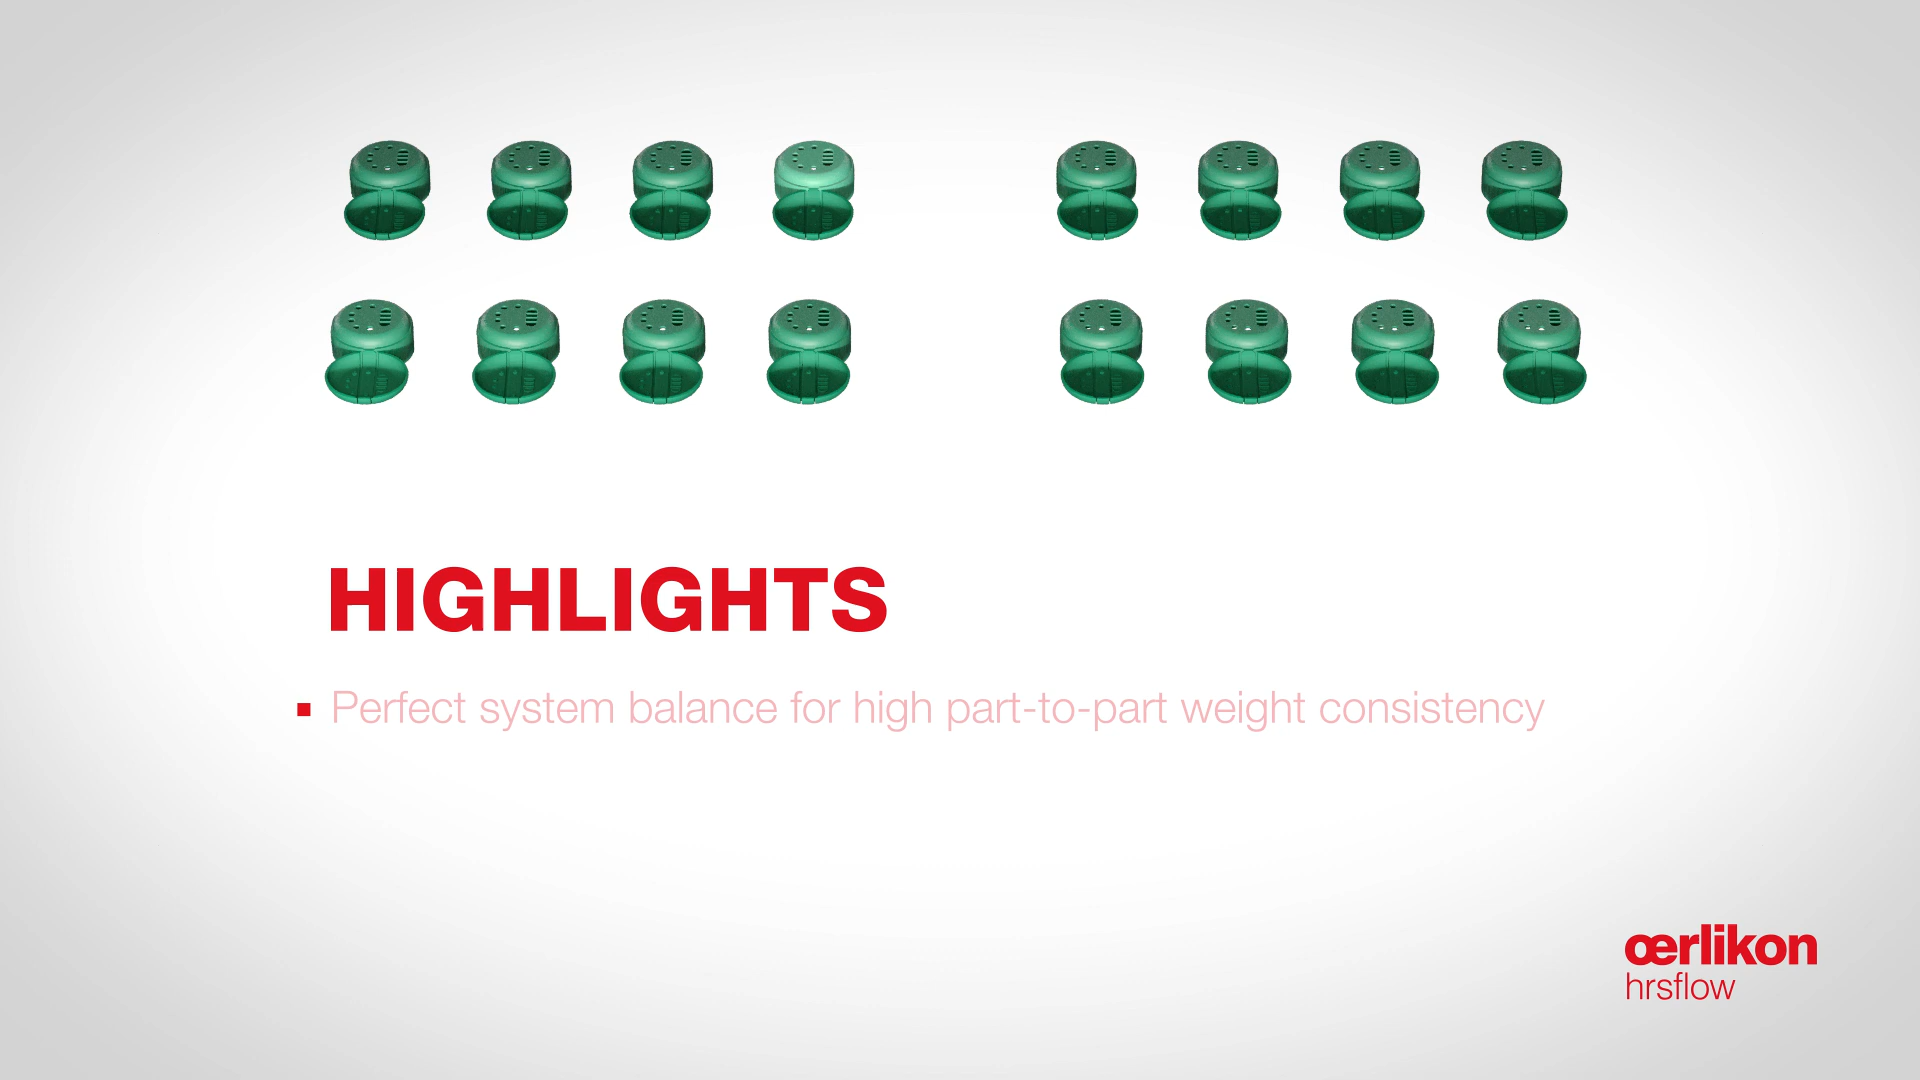 HIGHLIGHTS
▪ Perfect system balance for high part-to-part weight consistency
œrlikon
hrsflow